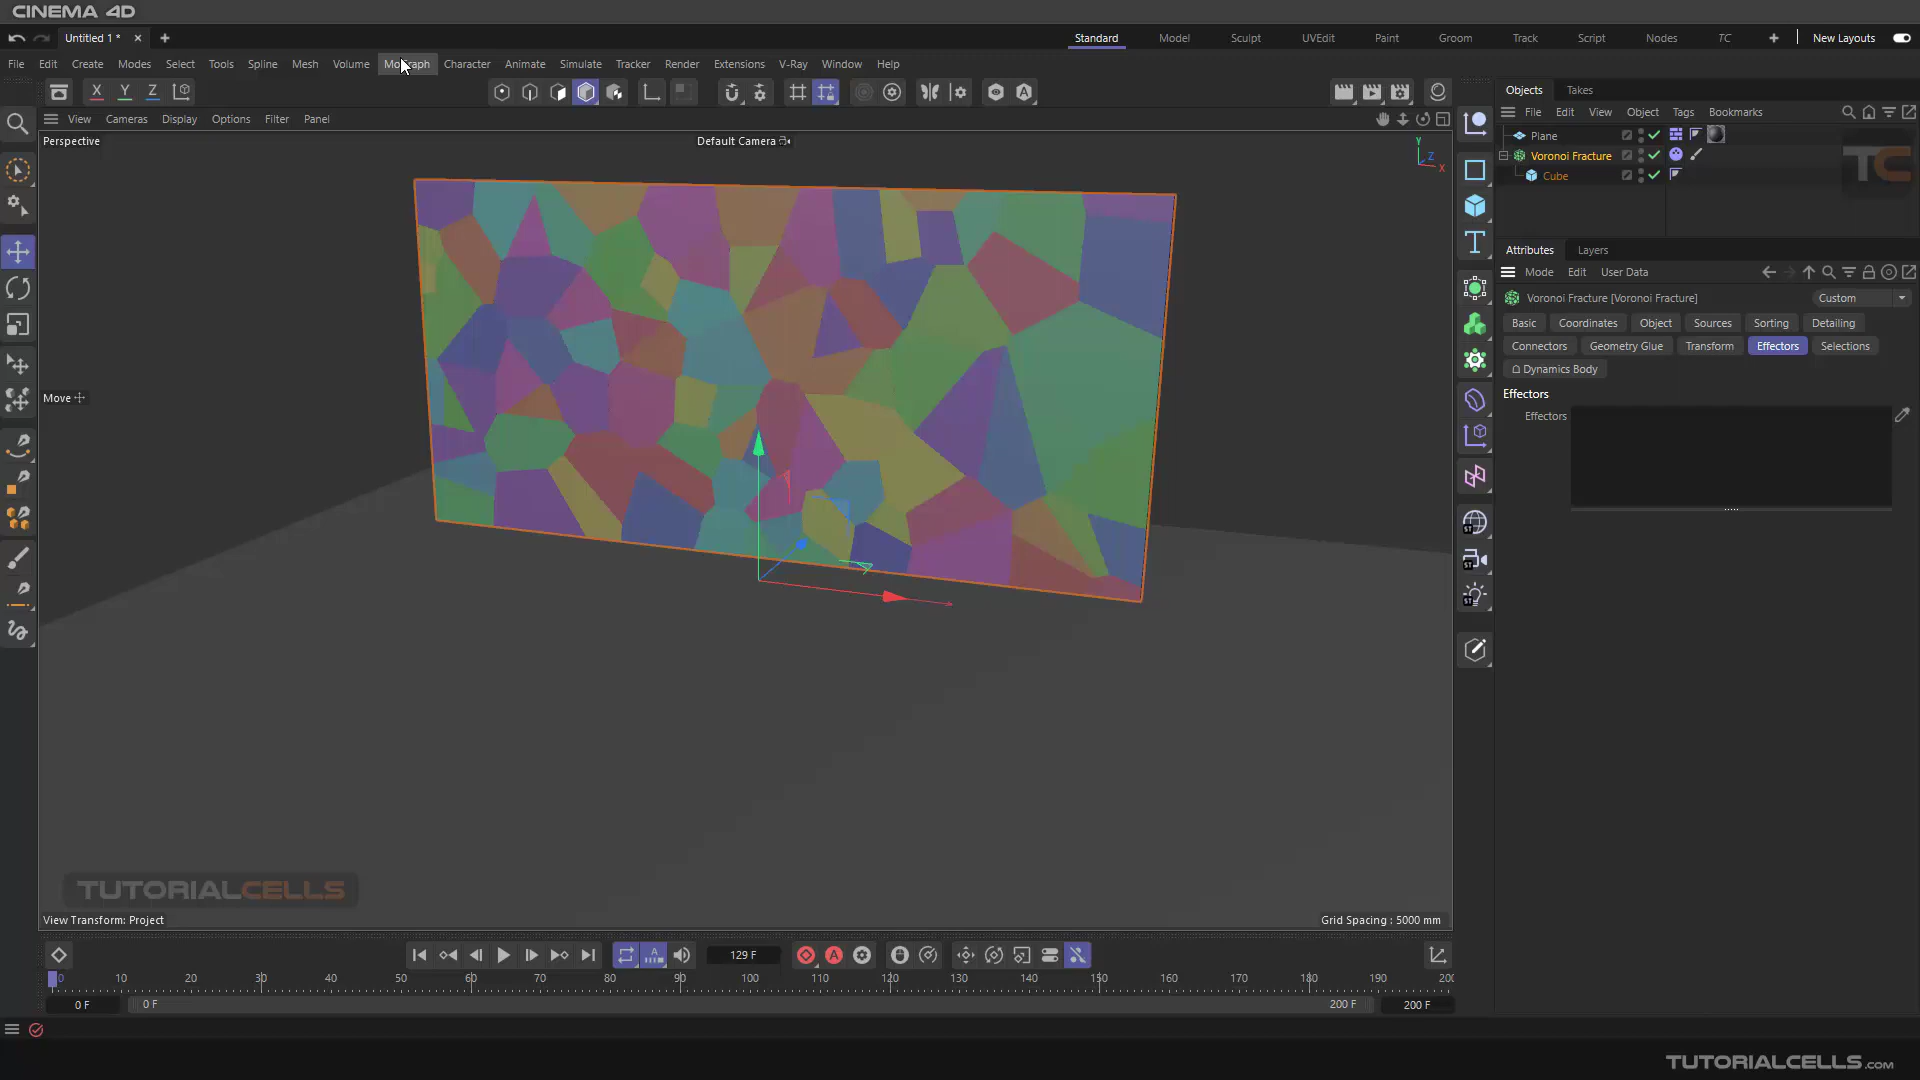 CINEMA 4D
Untitled 1 *
Standard Model Sculpt UVEdit Paint Groom Track Script Nodes TC New Layouts
File Edit Create Modes Select Tools Spline Mesh Volume MoGraph Character Animate Simulate Tracker Render Extensions V-Ray Window Help
X Y Z
Objects Takes
View Cameras Display Options Filter Panel
File Edit View Object Tags Bookmarks
Perspective
Default Camera
Y
Z
X
Plane
Voronoi Fracture
Cube
TC
Attributes Layers
Mode Edit User Data
Voronoi Fracture [Voronoi Fracture]
Custom
Basic Coordinates Object Sources Sorting Detailing
Connectors Geometry Glue Transform Effectors Selections
Dynamics Body
Effectors
Effectors
Move
ST
ST
ST
TUTORIALCELLS
View Transform: Project
Grid Spacing : 5000 mm
129 F
0 10 20 30 40 50 60 70 80 90 100 110 120 130 140 150 160 170 180 190 200
0 F 0 F 200 F 200 F
TUTORIALCELLS.COM